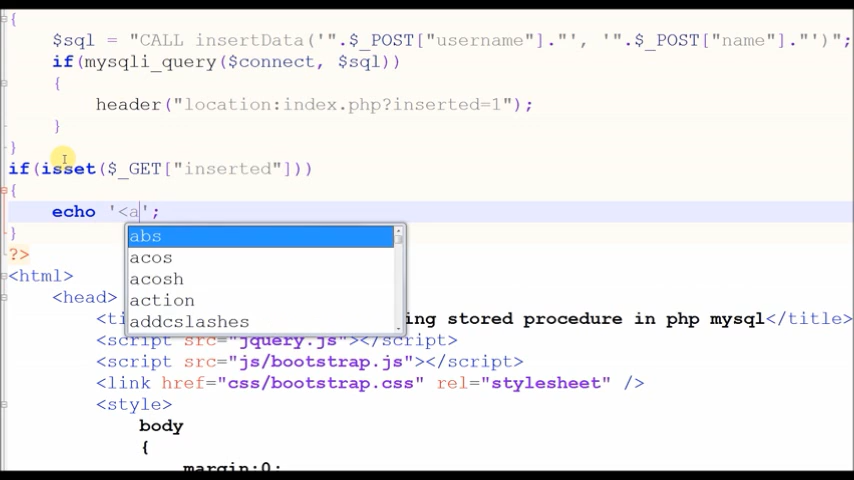 {
$sql = "CALL insertData('".$_POST["username"]."', '".$_POST["name"]."')";
if(mysqli_query($connect, $sql))
{
header("location:index.php?inserted=1");
}
}
if(isset($_GET["inserted"]))
{
echo '<a';
}
abs
acos
acosh
action
addcslashes
?>
<html>
<head>
<ti ing stored procedure in php mysql</title>
<script src="jquery.js"></script>
<script src="js/bootstrap.js"></script>
<link href="css/bootstrap.css" rel="stylesheet" />
<style>
body
{
margin:0;